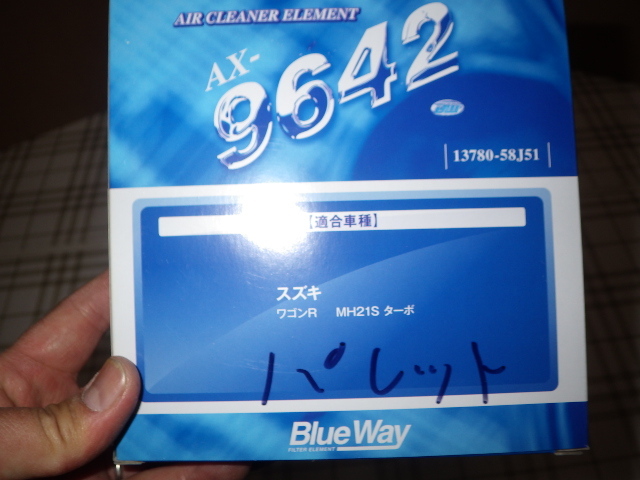 AIR CLEANER ELEMENT
AX-
9642
13780-58J51
【適合車種】
スズキ
ワゴンR MH21S ターボ
パレット
Blue Way
FILTER ELEMENT